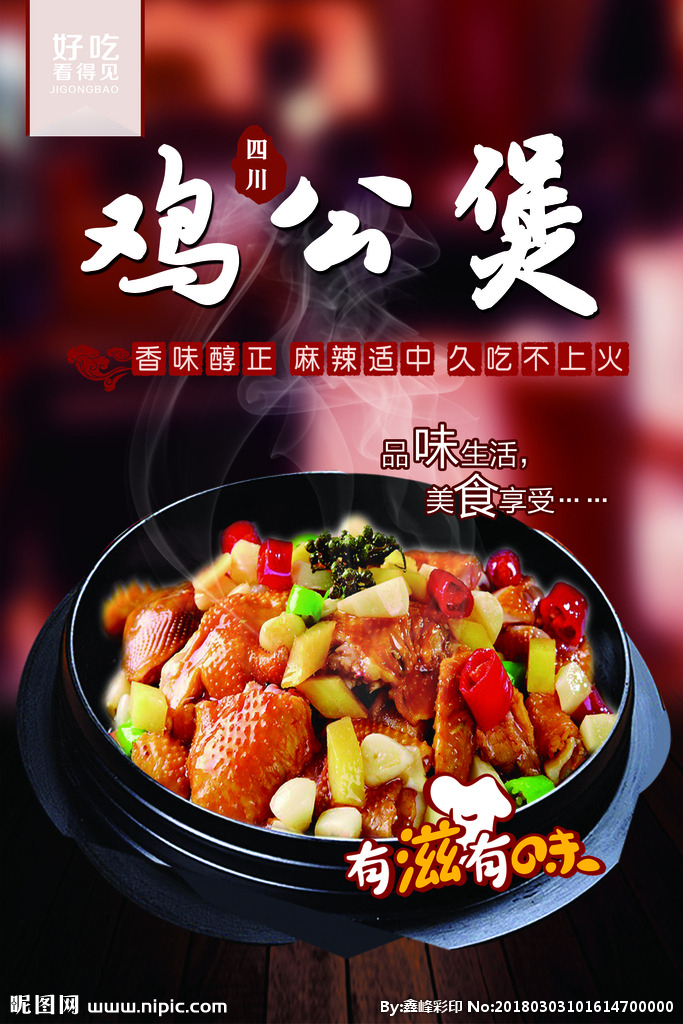 好吃
看得见
JIGONGBAO
四川
鸡公煲
香味醇正 麻辣适中 久吃不上火
品味生活，
美食享受……
有滋有味
昵图网 www.nipic.com
By:鑫峰彩印 No:20180303101614700000